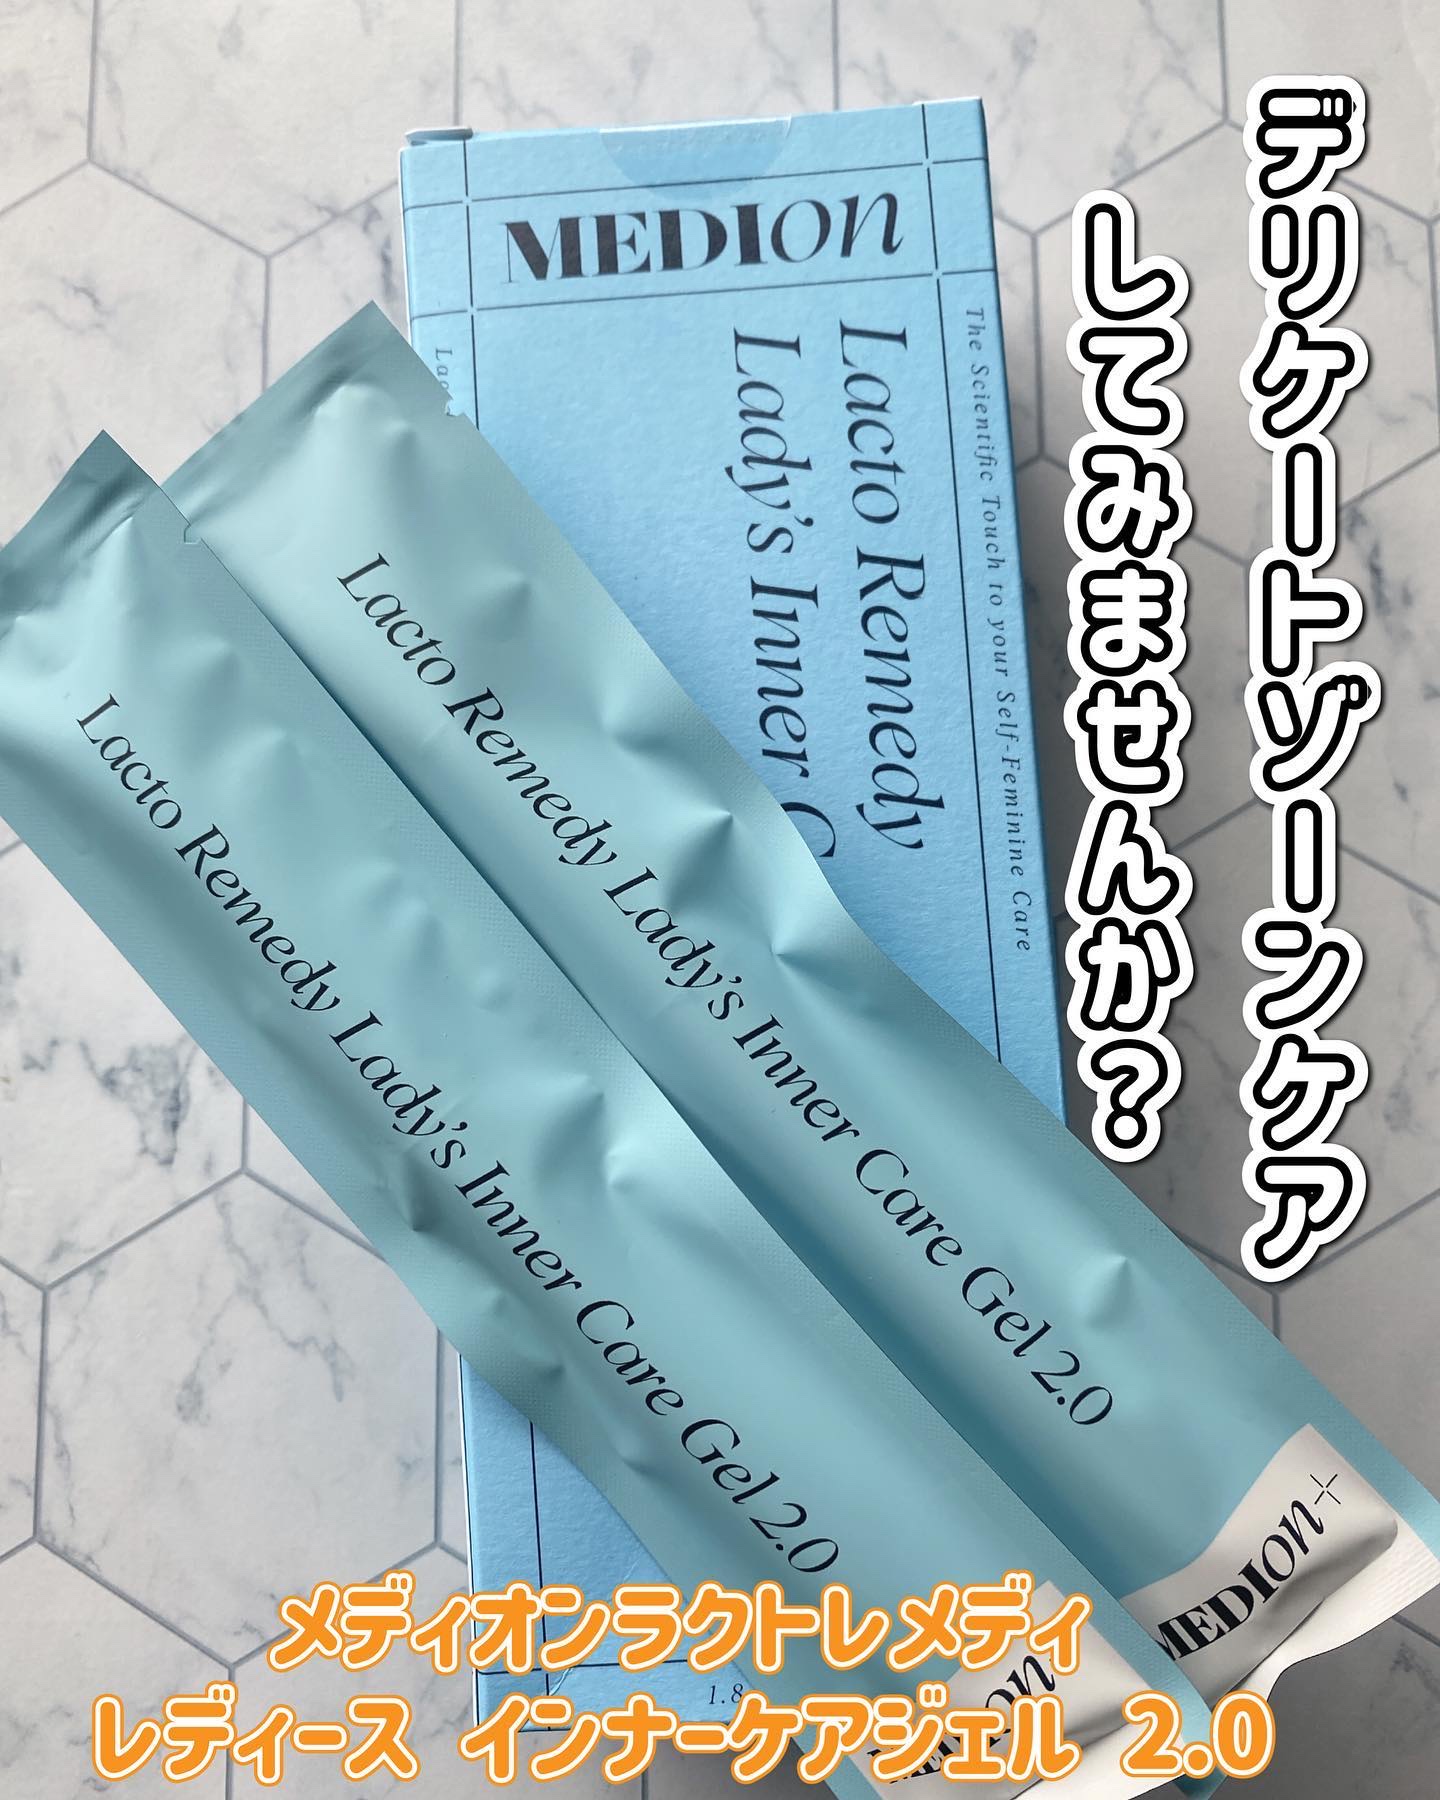 デリケートゾーンケア
してみませんか?
MEDION
Lacto Remedy
Lady's Inner C
The Scientific Touch to your Self-Feminine Care
Lacto Remedy Lady's Inner Care Gel 2.0
Lacto Remedy Lady's Inner Care Gel 2.0
MEDION
1.8
メディオンラクトレメディ
レディース インナーケアジェル 2.0